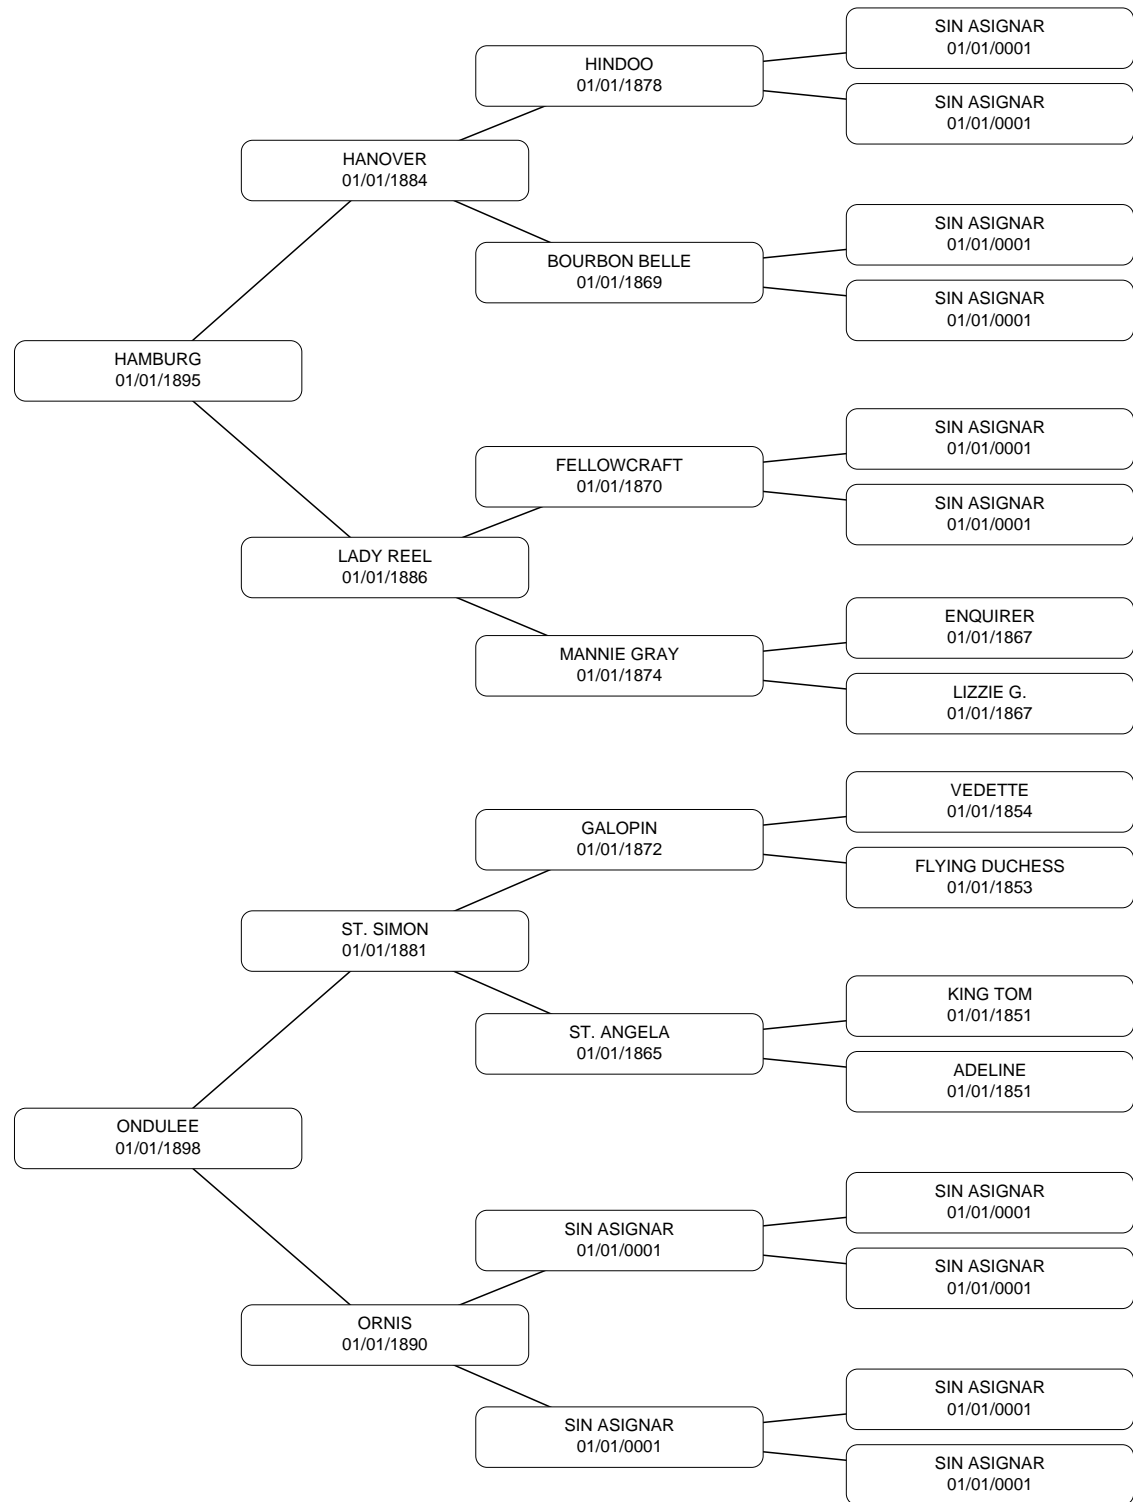 SIN ASIGNAR
01/01/0001
HINDOO
01/01/1878
SIN ASIGNAR
01/01/0001
HANOVER
01/01/1884
SIN ASIGNAR
01/01/0001
BOURBON BELLE
01/01/1869
SIN ASIGNAR
01/01/0001
HAMBURG
01/01/1895
SIN ASIGNAR
01/01/0001
FELLOWCRAFT
01/01/1870
SIN ASIGNAR
01/01/0001
LADY REEL
01/01/1886
ENQUIRER
01/01/1867
MANNIE GRAY
01/01/1874
LIZZIE G.
01/01/1867
VEDETTE
01/01/1854
GALOPIN
01/01/1872
FLYING DUCHESS
01/01/1853
ST. SIMON
01/01/1881
KING TOM
01/01/1851
ST. ANGELA
01/01/1865
ADELINE
01/01/1851
ONDULEE
01/01/1898
SIN ASIGNAR
01/01/0001
SIN ASIGNAR
01/01/0001
SIN ASIGNAR
01/01/0001
ORNIS
01/01/1890
SIN ASIGNAR
01/01/0001
SIN ASIGNAR
01/01/0001
SIN ASIGNAR
01/01/0001